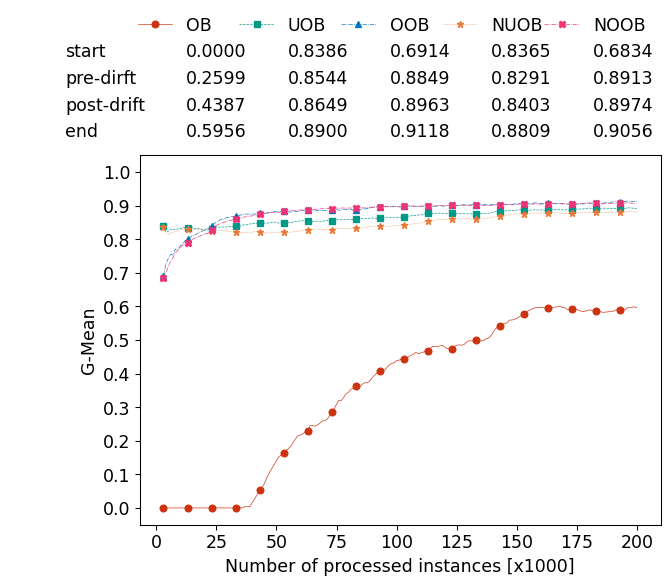 OB UOB OOB NUOB NOOB
start 0.0000 0.8386 0.6914 0.8365 0.6834
pre-dirft 0.2599 0.8544 0.8849 0.8291 0.8913
post-drift 0.4387 0.8649 0.8963 0.8403 0.8974
end 0.5956 0.8900 0.9118 0.8809 0.9056
1.0
0.9
0.8
0.7
0.6
0.5
0.4
0.3
0.2
0.1
0.0
G-Mean
0 25 50 75 100 125 150 175 200
Number of processed instances [x1000]